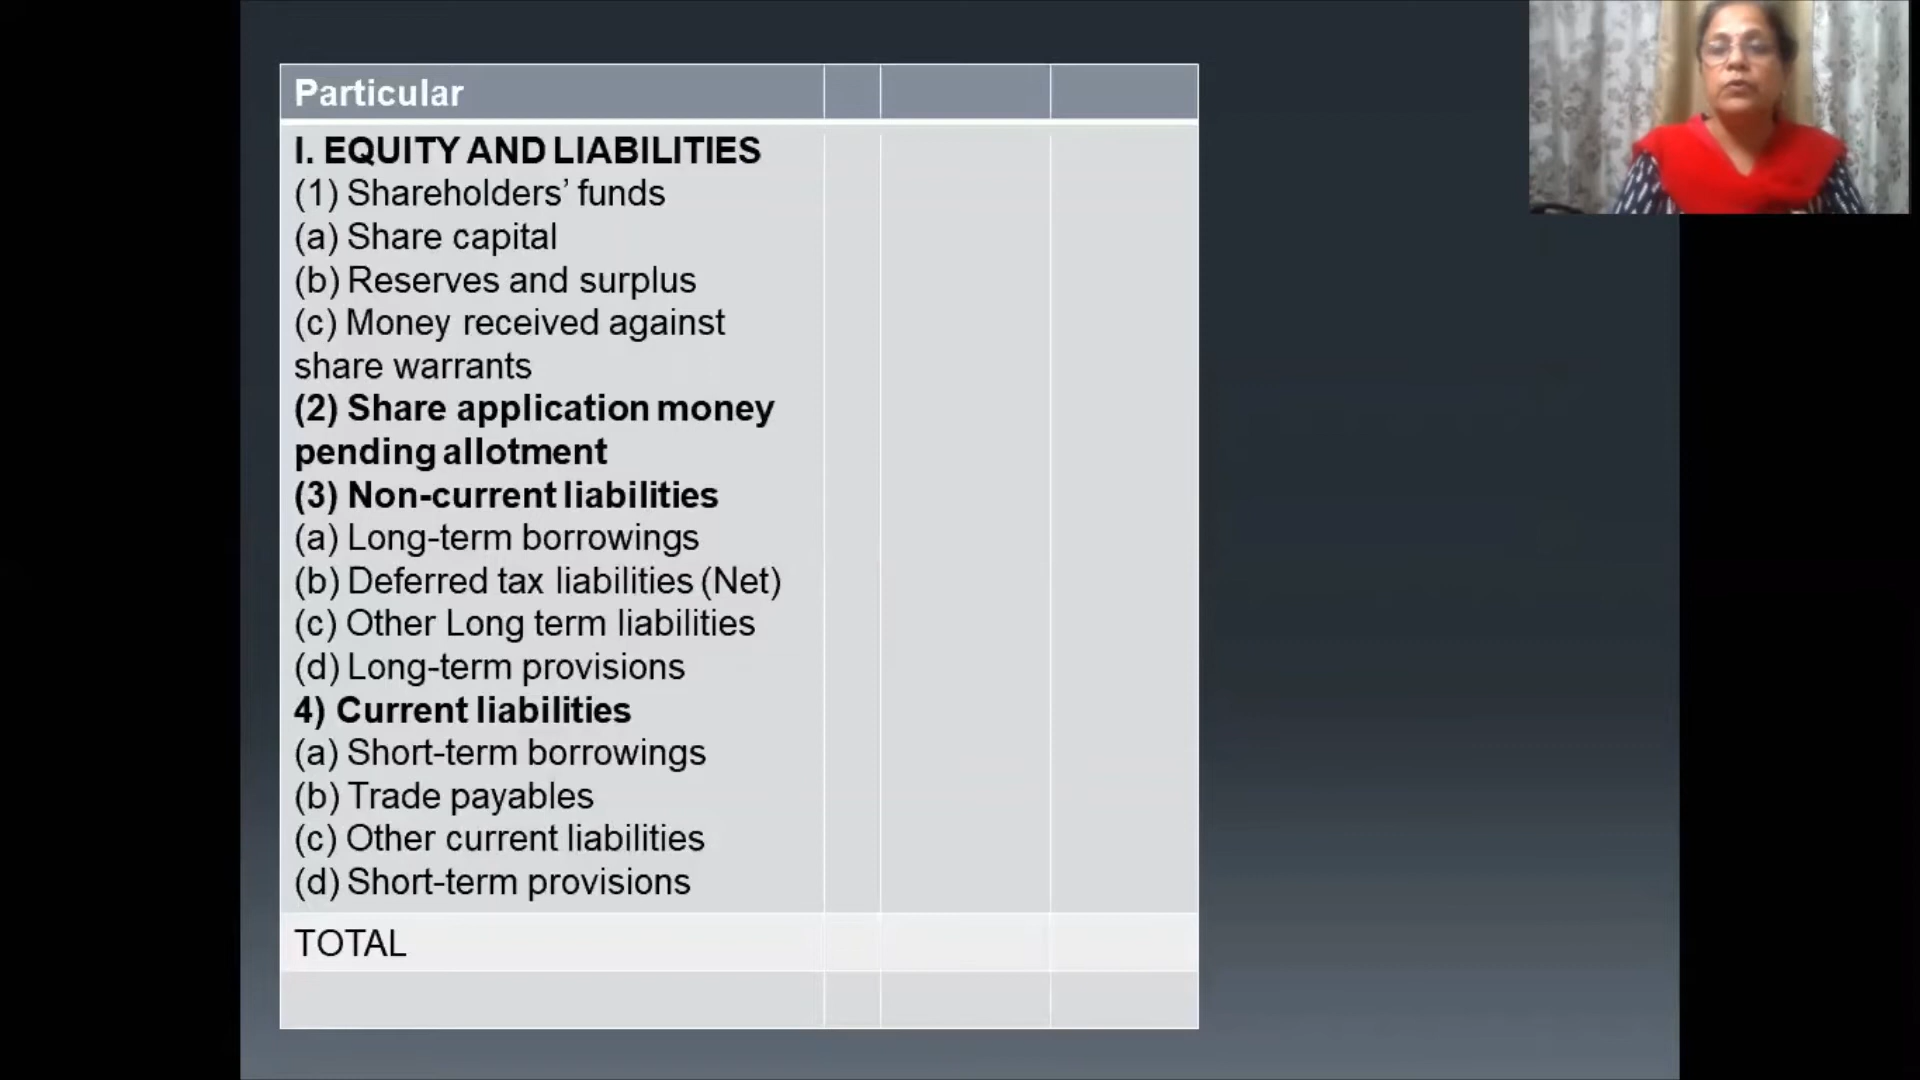 Particular
I. EQUITY AND LIABILITIES
(1) Shareholders’ funds
(a) Share capital
(b) Reserves and surplus
(c) Money received against
share warrants
(2) Share application money
pending allotment
(3) Non-current liabilities
(a) Long-term borrowings
(b) Deferred tax liabilities (Net)
(c) Other Long term liabilities
(d) Long-term provisions
4) Current liabilities
(a) Short-term borrowings
(b) Trade payables
(c) Other current liabilities
(d) Short-term provisions
TOTAL